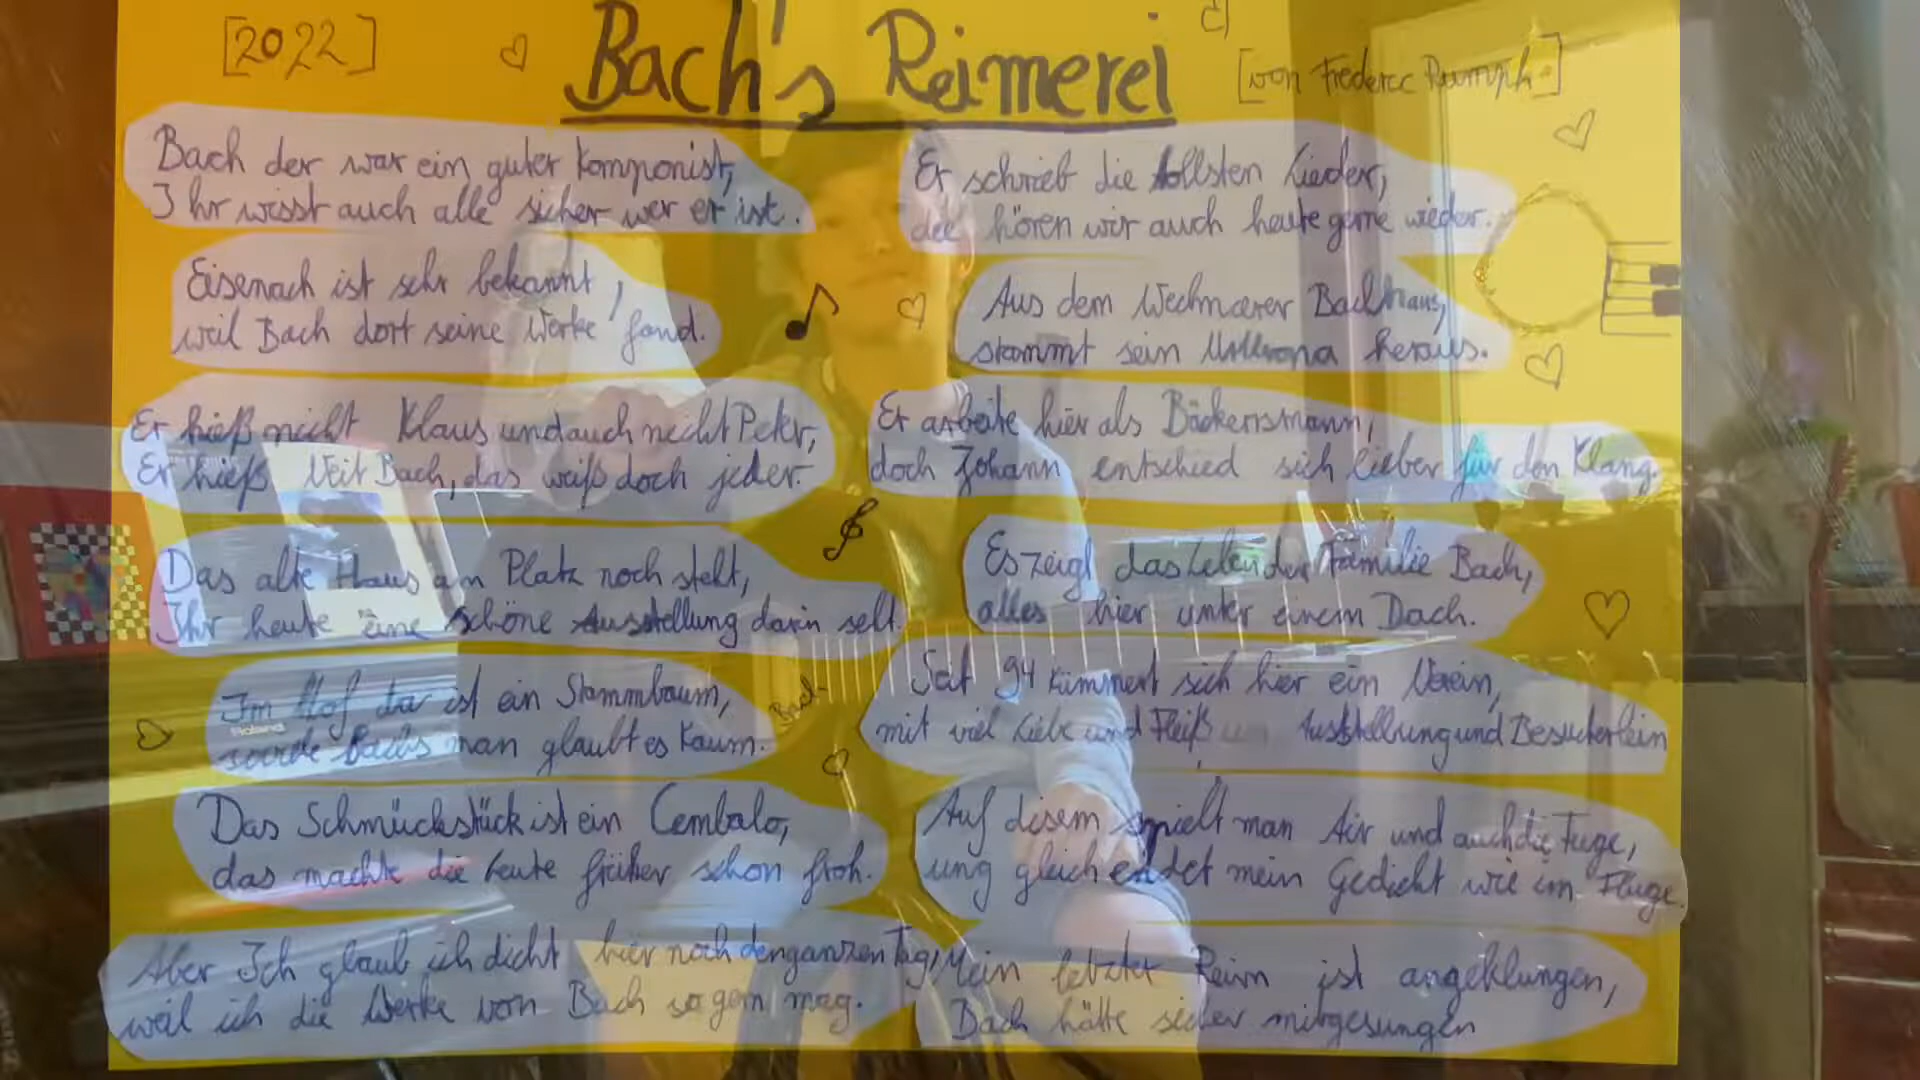 [2022]
Bach's Reimerei
[von Frederec Rumph]
Bach der war ein guter Komponist,
Ihr wisst auch alle sicher wer er ist.
Er schrieb die tollsten Lieder,
die hören wir auch heute gerne wieder.
Eisenach ist sehr bekannt,
weil Bach dort seine Werke fand.
Aus dem Wechmarer Bachhaus,
stammt sein heraus.
Er hieß nicht Klaus und auch nicht Peter,
Er hieß Veit Bach, das weiß doch jeder.
Er arbeite hier als Bäckersmann,
doch Johann entschied sich lieber für den Klang.
Das alte Haus am Platz noch steht,
Ihr heute eine schöne Ausstellung darin seht.
Es zeigt das Leben der Familie Bach,
alles hier unter einem Dach.
Im Hof da ist ein Stammbaum,
Bachs man glaubt es kaum.
Bach
Seit 94 kümmert sich hier ein Verein,
mit viel Liebe und Fleiß um Ausstellung und Besucherlein
Das Schmückstück ist ein Cembalo,
das machte die Leute früher schon froh.
Auf diesem spielt man Air und auch die Fuge,
ung gleich endet mein Gedicht wie im Fluge.
Aber Ich glaub ich dicht hier noch den ganzen Tag,
weil ich die Werke von Bach so gern mag.
Mein letzter Reim ist angeklungen,
Bach hätte sicher mitgesungen
Roland